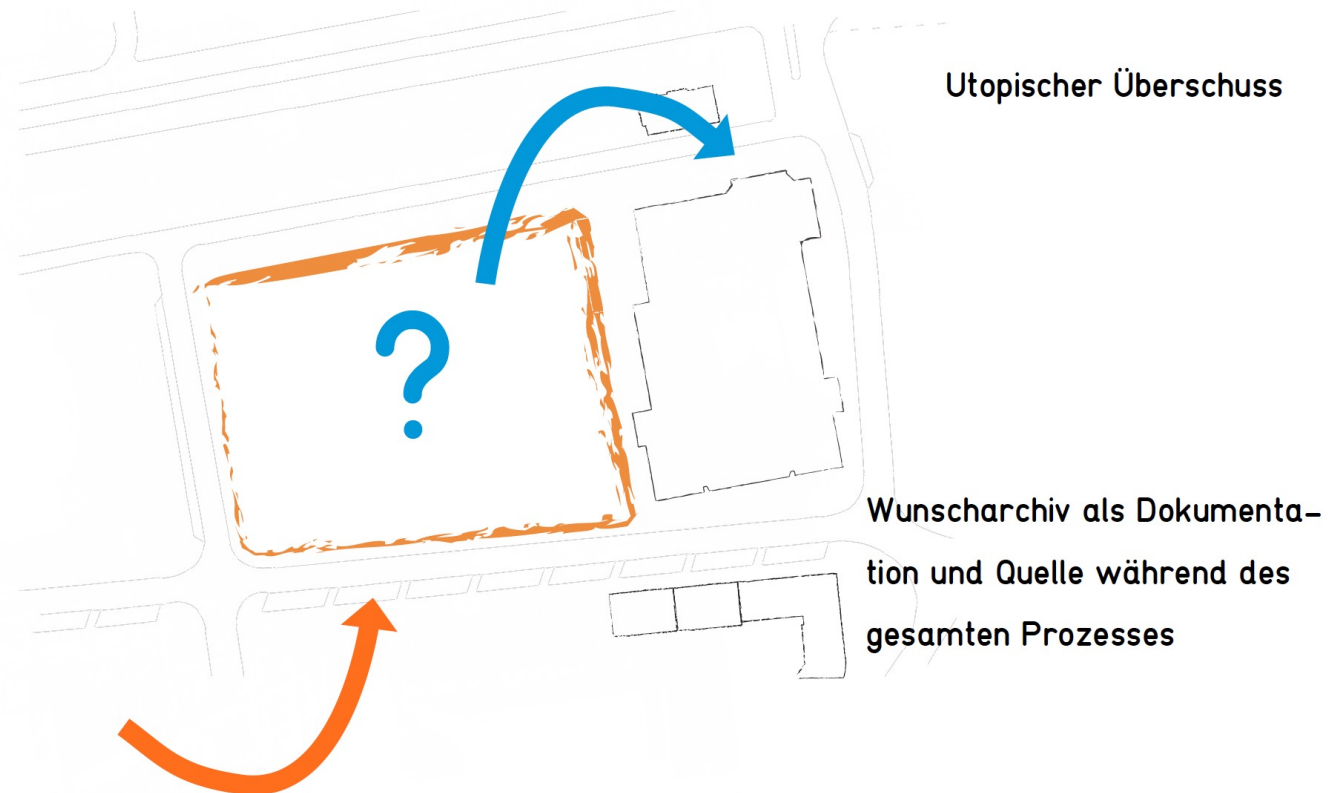 Utopischer Überschuss
?
Wunscharchiv als Dokumenta-
tion und Quelle während des
gesamten Prozesses